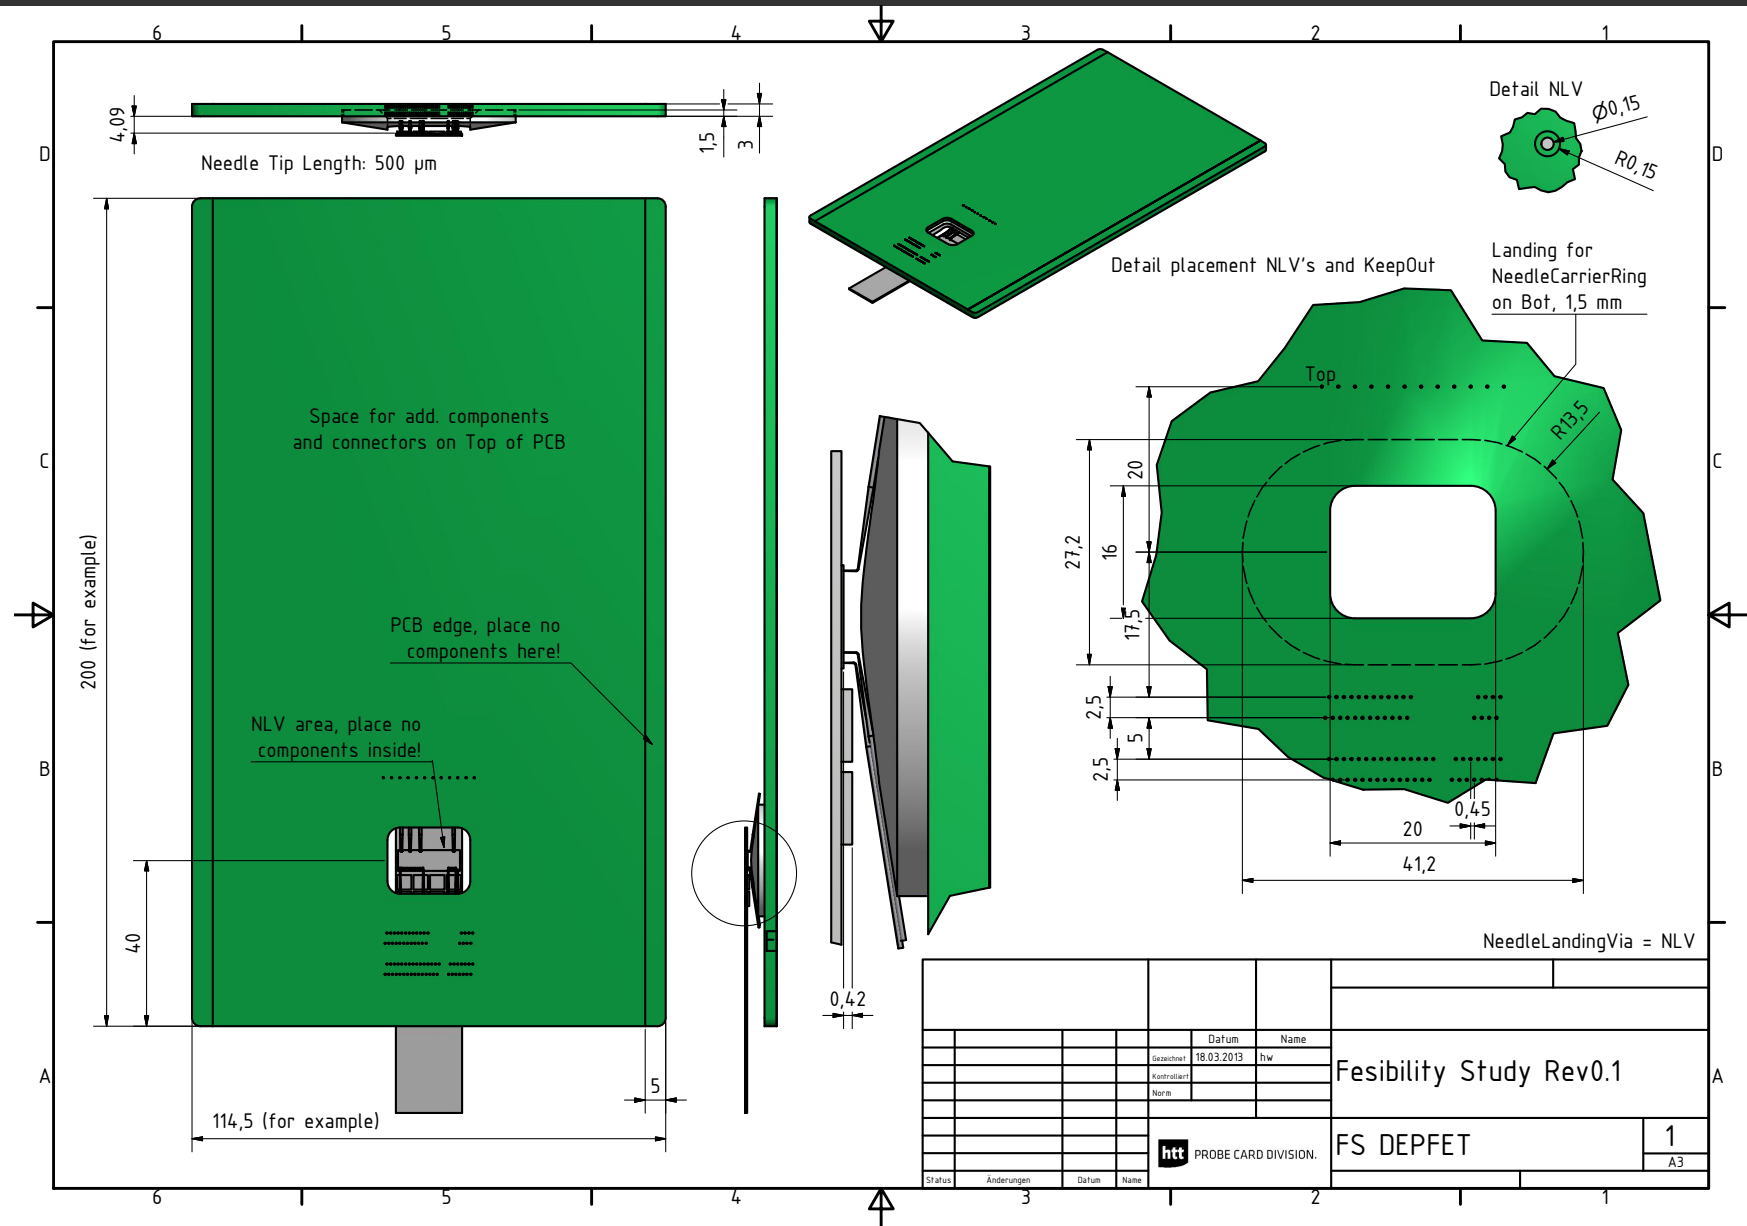 6 5 4 3 2 1
D
4,09
1,5
3
Needle Tip Length: 500 µm
Detail NLV
Ø0,15
R0,15
D
Detail placement NLV's and KeepOut
Landing for
NeedleCarrierRing
on Bot, 1,5 mm
Top
R13,5
C
Space for add. components
and connectors on Top of PCB
C
20
27,2
16
17,5
200 (for example)
PCB edge, place no
components here!
NLV area, place no
components inside!
B
2,5
5
2,5
B
0,45
20
41,2
40
0,42
NeedleLandingVia = NLV
A
5
114,5 (for example)
Datum Name
Gezeichnet 18.03.2013 hw
Kontrolliert
Norm
Fesibility Study Rev0.1
A
htt PROBE CARD DIVISION.
FS DEPFET
1
A3
Status Änderungen Datum Name
6 5 4 3 2 1